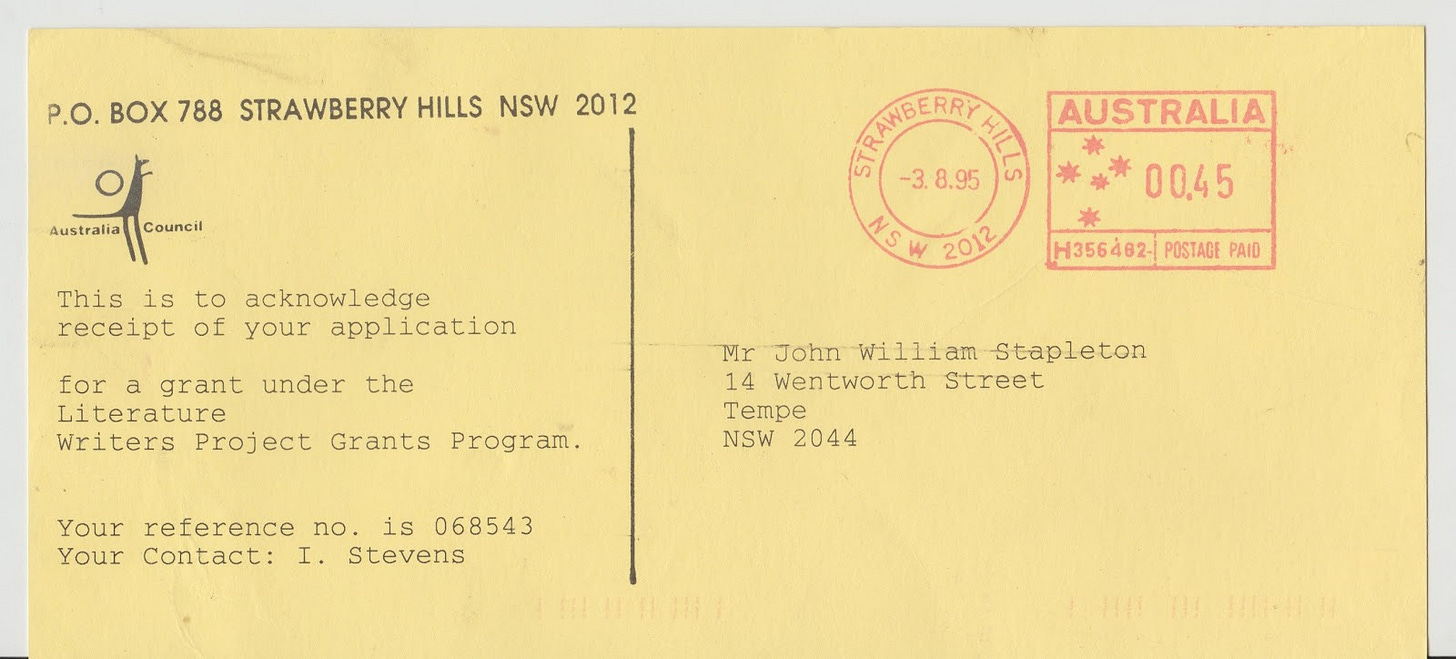 P.O. BOX 788 STRAWBERRY HILLS NSW 2012
Australia Council
This is to acknowledge
receipt of your application
for a grant under the
Literature
Writers Project Grants Program.
Your reference no. is 068543
Your Contact: I. Stevens
STRAWBERRY HILLS
-3.8.95
NSW 2012
AUSTRALIA
00.45
H356462- POSTAGE PAID
Mr John William Stapleton
14 Wentworth Street
Tempe
NSW 2044